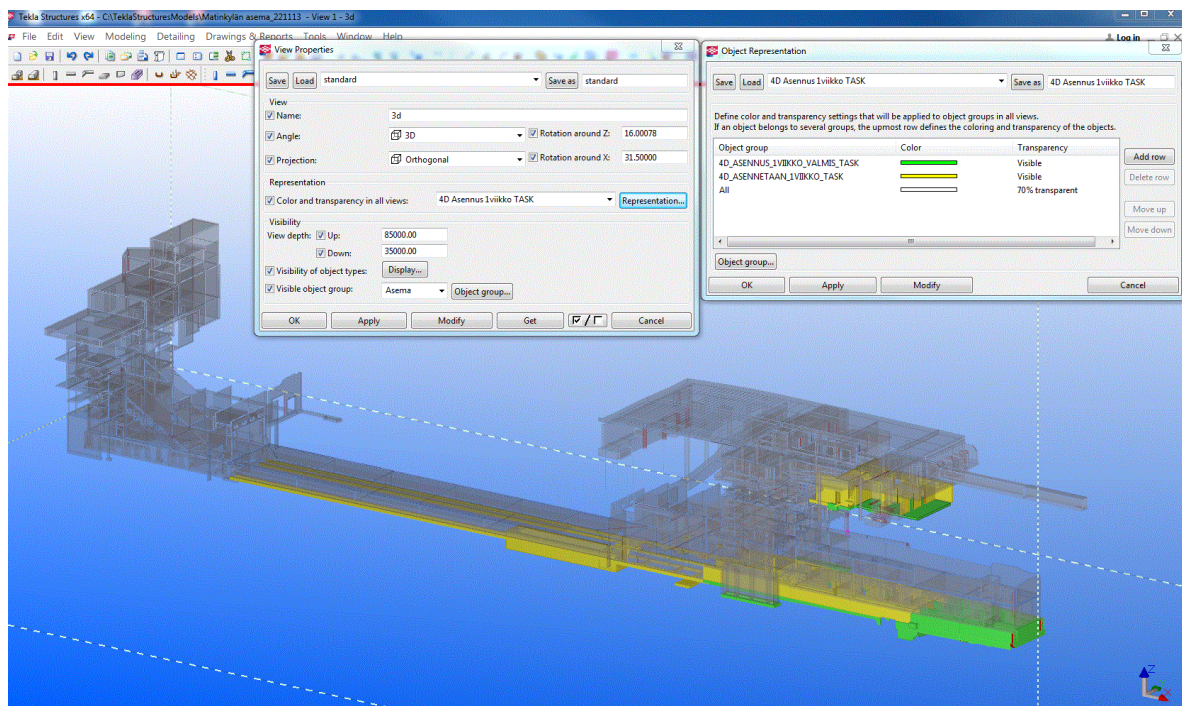 Tekla Structures x64 - C:\TeklaStructuresModels\Matinkylän asema_221113 - View 1 - 3d
File Edit View Modeling Detailing Drawings & Reports Tools Window Help
Log in
View Properties
Save Load standard Save as standard
View
Name: 3d
Angle: 3D Rotation around Z: 16.00078
Projection: Orthogonal Rotation around X: 31.50000
Representation
Color and transparency in all views: 4D Asennus 1viikko TASK Representation...
Visibility
View depth: Up: 85000.00
Down: 35000.00
Visibility of object types: Display...
Visible object group: Asema Object group...
OK Apply Modify Get / Cancel
Object Representation
Save Load 4D Asennus 1viikko TASK Save as 4D Asennus 1viikko TASK
Define color and transparency settings that will be applied to object groups in all views.
If an object belongs to several groups, the upmost row defines the coloring and transparency of the objects.
Object group Color Transparency
4D_ASENNUS_1VIIKKO_VALMIS_TASK Visible
4D_ASENNETAAN_1VIIKKO_TASK Visible
All 70% transparent
Add row
Delete row
Move up
Move down
Object group...
OK Apply Modify Cancel
Z